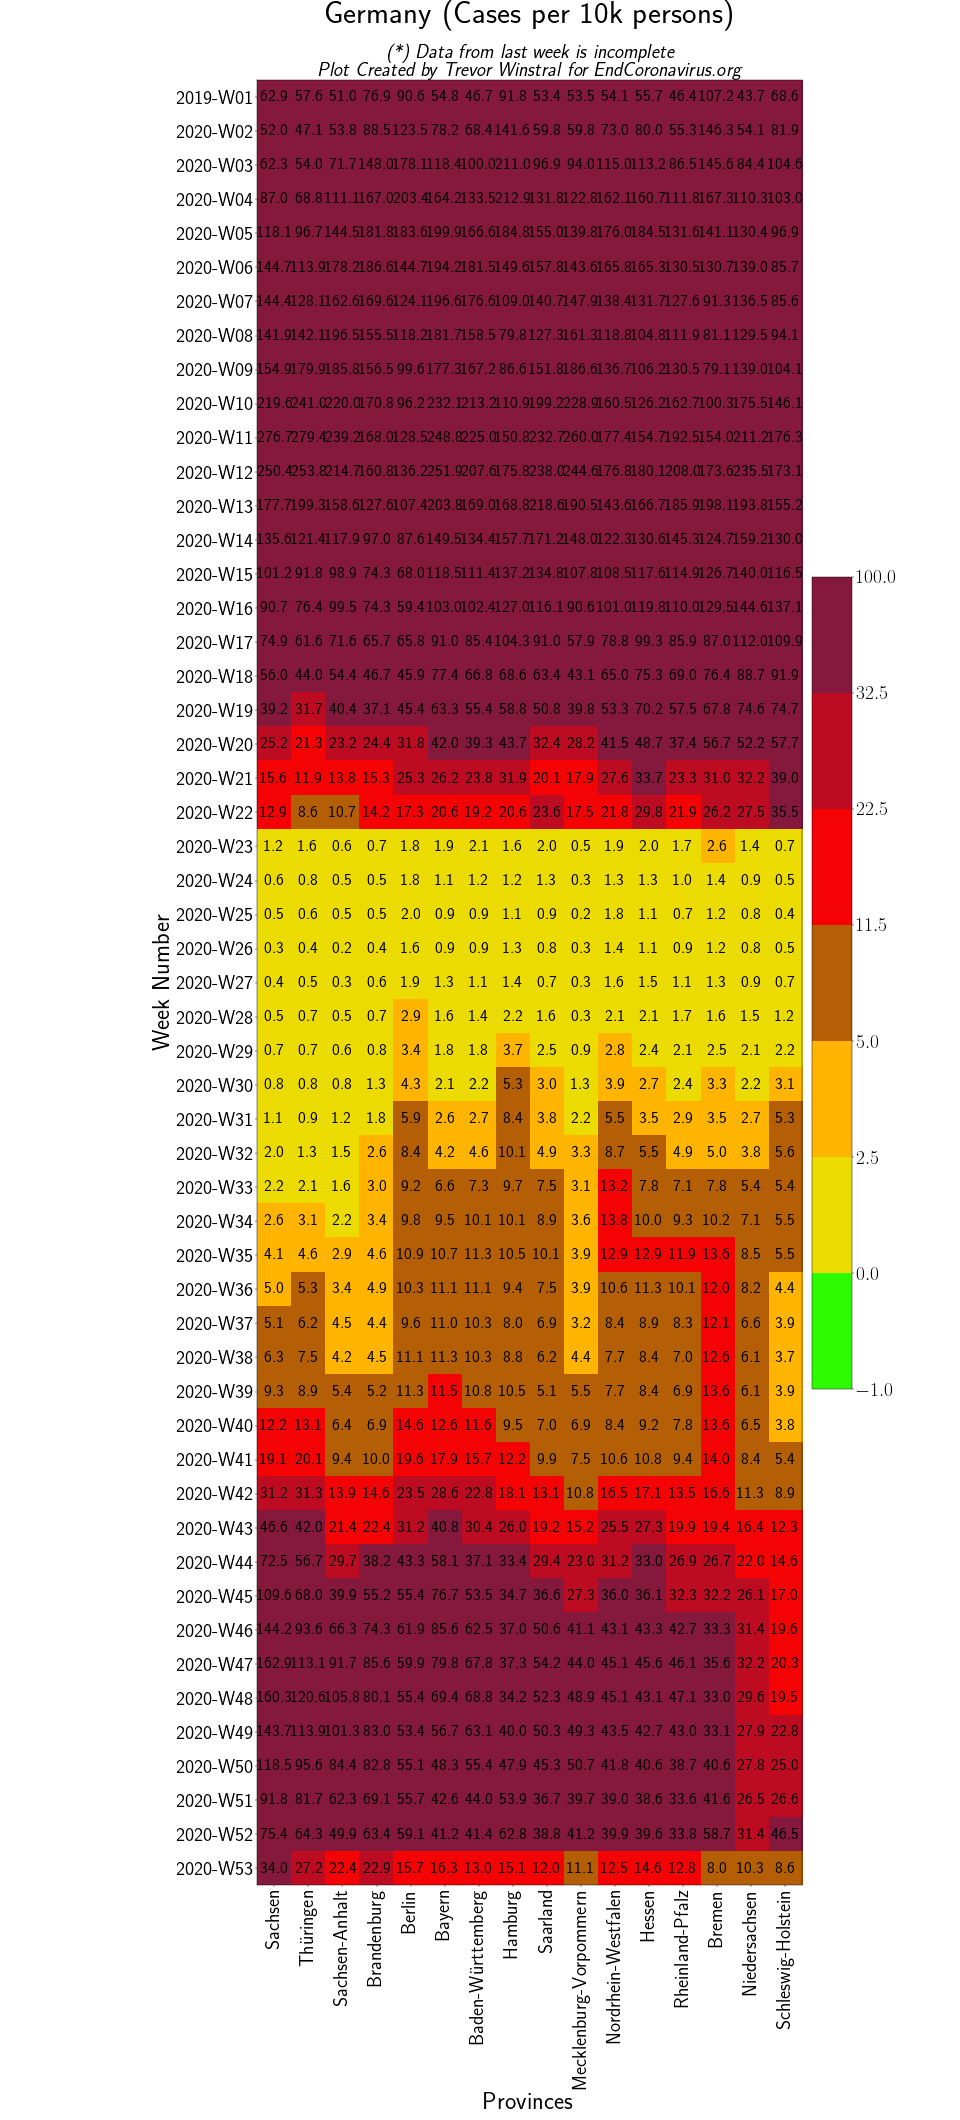 Germany (Cases per 10k persons)
(*) Data from last week is incomplete
Plot Created by Trevor Winstral for EndCoronavirus.org
2019-W01 62.9 57.6 51.0 76.9 90.6 54.8 46.7 91.8 53.4 53.5 54.1 55.7 46.4 107.2 43.7 68.6
2020-W02 52.0 47.1 53.8 88.5 123.5 78.2 68.4 141.6 59.8 59.8 73.0 80.0 55.3 146.3 54.1 81.9
2020-W03 62.3 54.0 71.7 148.0 178.1 118.4 100.0 211.0 96.9 94.0 115.0 113.2 86.5 145.6 84.4 104.6
2020-W04 87.0 68.8 111.1 167.0 203.4 164.2 133.5 212.9 131.8 122.8 162.1 160.7 111.8 167.3 110.3 103.0
2020-W05 118.1 96.7 144.5 181.8 183.6 199.9 166.6 184.8 155.0 139.8 176.0 184.5 131.6 141.1 130.4 96.9
2020-W06 144.7 113.9 178.2 186.6 144.7 194.2 181.5 149.6 157.8 143.6 165.8 165.3 130.5 130.7 139.0 85.7
2020-W07 144.4 128.1 162.6 169.6 124.1 196.6 176.6 109.0 140.7 147.9 138.4 131.7 127.6 91.3 136.5 85.6
2020-W08 141.9 142.1 196.5 155.5 118.2 181.7 158.5 79.8 127.3 161.3 118.8 104.8 111.9 81.1 129.5 94.1
2020-W09 154.9 179.9 185.8 156.5 99.6 177.3 167.2 86.6 151.8 186.6 136.7 106.2 130.5 79.1 139.0 104.1
2020-W10 219.6 241.0 220.0 170.8 96.2 232.1 213.2 110.9 199.2 228.9 160.5 126.2 162.7 100.3 175.5 146.1
2020-W11 276.7 279.4 239.2 168.0 128.5 248.8 225.0 150.8 232.7 260.0 177.4 154.7 192.5 154.0 211.2 176.3
2020-W12 250.4 253.8 214.7 160.8 136.2 251.9 207.6 175.8 238.0 244.6 176.8 180.1 208.0 173.6 235.5 173.1
2020-W13 177.7 199.3 158.6 127.6 107.4 203.8 169.0 168.8 218.6 190.5 143.6 166.7 185.9 198.1 193.8 155.2
2020-W14 135.6 121.4 117.9 97.0 87.6 149.5 134.4 157.7 171.2 148.0 122.3 130.6 145.3 124.7 159.2 130.0
2020-W15 101.2 91.8 98.9 74.3 68.0 118.5 111.4 137.2 134.8 107.8 108.5 117.6 114.9 126.7 140.0 116.5
2020-W16 90.7 76.4 99.5 74.3 59.4 103.0 102.4 127.0 116.1 90.6 101.0 119.8 110.0 129.5 144.6 137.1
2020-W17 74.9 61.6 71.6 65.7 65.8 91.0 85.4 104.3 91.0 57.9 78.8 99.3 85.9 87.0 112.0 109.9
2020-W18 56.0 44.0 54.4 46.7 45.9 77.4 66.8 68.6 63.4 43.1 65.0 75.3 69.0 76.4 88.7 91.9
2020-W19 39.2 31.7 40.4 37.1 45.4 63.3 55.4 58.8 50.8 39.8 53.3 70.2 57.5 67.8 74.6 74.7
2020-W20 25.2 21.3 23.2 24.4 31.8 42.0 39.3 43.7 32.4 28.2 41.5 48.7 37.4 56.7 52.2 57.7
2020-W21 15.6 11.9 13.8 15.3 25.3 26.2 23.8 31.9 20.1 17.9 27.6 33.7 23.3 31.0 32.2 39.0
2020-W22 12.9 8.6 10.7 14.2 17.3 20.6 19.2 20.6 23.6 17.5 21.8 29.8 21.9 26.2 27.5 35.5
2020-W23 1.2 1.6 0.6 0.7 1.8 1.9 2.1 1.6 2.0 0.5 1.9 2.0 1.7 2.6 1.4 0.7
2020-W24 0.6 0.8 0.5 0.5 1.8 1.1 1.2 1.2 1.3 0.3 1.3 1.3 1.0 1.4 0.9 0.5
2020-W25 0.5 0.6 0.5 0.5 2.0 0.9 0.9 1.1 0.9 0.2 1.8 1.1 0.7 1.2 0.8 0.4
2020-W26 0.3 0.4 0.2 0.4 1.6 0.9 0.9 1.3 0.8 0.3 1.4 1.1 0.9 1.2 0.8 0.5
2020-W27 0.4 0.5 0.3 0.6 1.9 1.3 1.1 1.4 0.7 0.3 1.6 1.5 1.1 1.3 0.9 0.7
2020-W28 0.5 0.7 0.5 0.7 2.9 1.6 1.4 2.2 1.6 0.3 2.1 2.1 1.7 1.6 1.5 1.2
2020-W29 0.7 0.7 0.6 0.8 3.4 1.8 1.8 3.7 2.5 0.9 2.8 2.4 2.1 2.5 2.1 2.2
2020-W30 0.8 0.8 0.8 1.3 4.3 2.1 2.2 5.3 3.0 1.3 3.9 2.7 2.4 3.3 2.2 3.1
2020-W31 1.1 0.9 1.2 1.8 5.9 2.6 2.7 8.4 3.8 2.2 5.5 3.5 2.9 3.5 2.7 5.3
2020-W32 2.0 1.3 1.5 2.6 8.4 4.2 4.6 10.1 4.9 3.3 8.7 5.5 4.9 5.0 3.8 5.6
2020-W33 2.2 2.1 1.6 3.0 9.2 6.6 7.3 9.7 7.5 3.1 13.2 7.8 7.1 7.8 5.4 5.4
2020-W34 2.6 3.1 2.2 3.4 9.8 9.5 10.1 10.1 8.9 3.6 13.8 10.0 9.3 10.2 7.1 5.5
2020-W35 4.1 4.6 2.9 4.6 10.9 10.7 11.3 10.5 10.1 3.9 12.9 12.9 11.9 13.6 8.5 5.5
2020-W36 5.0 5.3 3.4 4.9 10.3 11.1 11.1 9.4 7.5 3.9 10.6 11.3 10.1 12.0 8.2 4.4
2020-W37 5.1 6.2 4.5 4.4 9.6 11.0 10.3 8.0 6.9 3.2 8.4 8.9 8.3 12.1 6.6 3.9
2020-W38 6.3 7.5 4.2 4.5 11.1 11.3 10.3 8.8 6.2 4.4 7.7 8.4 7.0 12.6 6.1 3.7
2020-W39 9.3 8.9 5.4 5.2 11.3 11.5 10.8 10.5 5.1 5.5 7.7 8.4 6.9 13.6 6.1 3.9
2020-W40 12.2 13.1 6.4 6.9 14.6 12.6 11.6 9.5 7.0 6.9 8.4 9.2 7.8 13.6 6.5 3.8
2020-W41 19.1 20.1 9.4 10.0 19.6 17.9 15.7 12.2 9.9 7.5 10.6 10.8 9.4 14.0 8.4 5.4
2020-W42 31.2 31.3 13.9 14.6 23.5 28.6 22.8 18.1 13.1 10.8 16.5 17.1 13.5 16.6 11.3 8.9
2020-W43 46.6 42.0 21.4 22.4 31.2 40.8 30.4 26.0 19.2 15.2 25.5 27.3 19.9 19.4 16.4 12.3
2020-W44 72.5 56.7 29.7 38.2 43.3 58.1 37.1 33.4 29.4 23.0 31.2 33.0 26.9 26.7 22.0 14.6
2020-W45 109.6 68.0 39.9 55.2 55.4 76.7 53.5 34.7 36.6 27.3 36.0 36.1 32.3 32.2 26.1 17.0
2020-W46 144.2 93.6 66.3 74.3 61.9 85.6 62.5 37.0 50.6 41.1 43.1 43.3 42.7 33.3 31.4 19.6
2020-W47 162.9 113.1 91.7 85.6 59.9 79.8 67.8 37.3 54.2 44.0 45.1 45.6 46.1 35.6 32.2 20.3
2020-W48 160.3 120.6 105.8 80.1 55.4 69.4 68.8 34.2 52.3 48.9 45.1 43.1 47.1 33.0 29.6 19.5
2020-W49 143.7 113.9 101.3 83.0 53.4 56.7 63.1 40.0 50.3 49.3 43.5 42.7 43.0 33.1 27.9 22.8
2020-W50 118.5 95.6 84.4 82.8 55.1 48.3 55.4 47.9 45.3 50.7 41.8 40.6 38.7 40.6 27.8 25.0
2020-W51 91.8 81.7 62.3 69.1 55.7 42.6 44.0 53.9 36.7 39.7 39.0 38.6 33.6 41.6 26.5 26.6
2020-W52 75.4 64.3 49.9 63.4 59.1 41.2 41.4 62.8 38.8 41.2 39.9 39.6 33.8 58.7 31.4 46.5
2020-W53 34.0 27.2 22.4 22.9 15.7 16.3 13.0 15.1 12.0 11.1 12.5 14.6 12.8 8.0 10.3 8.6
Week Number
Sachsen
Thüringen
Sachsen-Anhalt
Brandenburg
Berlin
Bayern
Baden-Württemberg
Hamburg
Saarland
Mecklenburg-Vorpommern
Nordrhein-Westfalen
Hessen
Rheinland-Pfalz
Bremen
Niedersachsen
Schleswig-Holstein
Provinces
100.0
32.5
22.5
11.5
5.0
2.5
0.0
−1.0